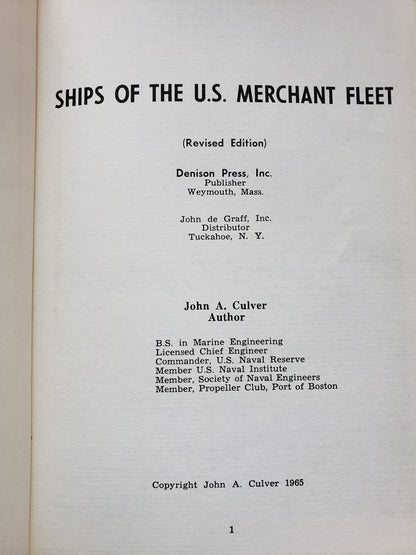 SHIPS OF THE U.S. MERCHANT FLEET
(Revised Edition)
Denison Press, Inc.
Publisher
Weymouth, Mass.
John de Graff, Inc.
Distributor
Tuckahoe, N. Y.
John A. Culver
Author
B.S. in Marine Engineering
Licensed Chief Engineer
Commander, U.S. Naval Reserve
Member U.S. Naval Institute
Member, Society of Naval Engineers
Member, Propeller Club, Port of Boston
Copyright John A. Culver 1965
1